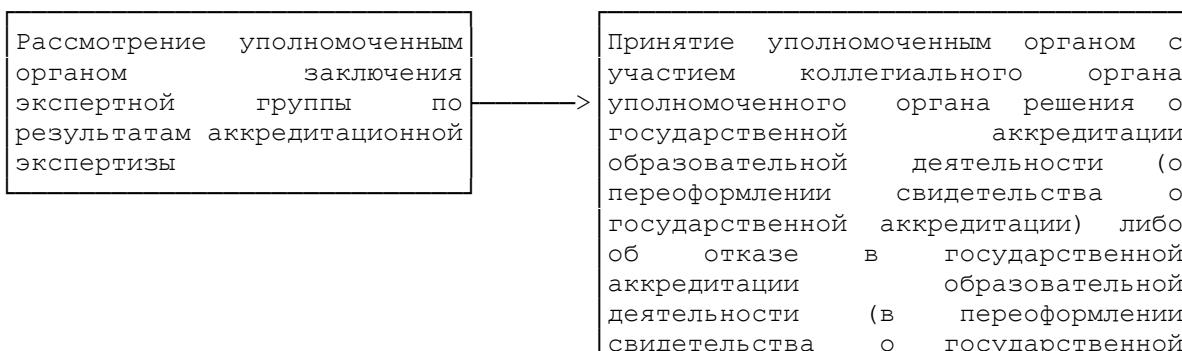 Рассмотрение уполномоченным
органом заключения
экспертной группы по
результатам аккредитационной
экспертизы
Принятие уполномоченным органом с
участием коллегиального органа
уполномоченного органа решения о
государственной аккредитации
образовательной деятельности (о
переоформлении свидетельства о
государственной аккредитации) либо
об отказе в государственной
аккредитации образовательной
деятельности (в переоформлении
свидетельства о государственной